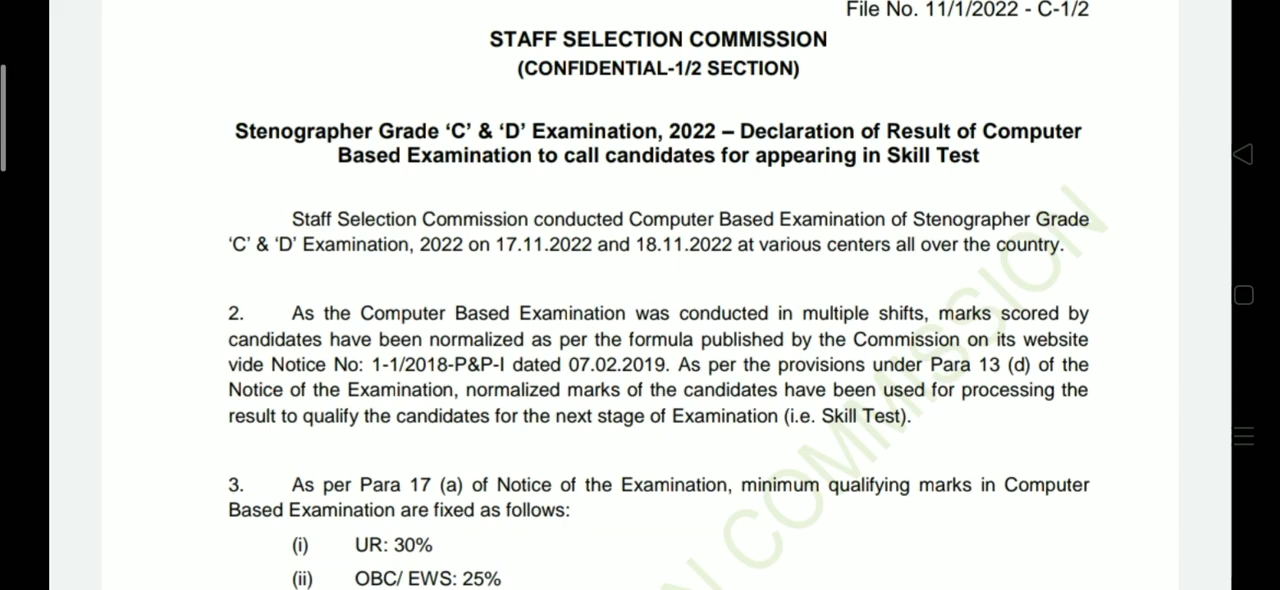 File No. 11/1/2022 - C-1/2
STAFF SELECTION COMMISSION
(CONFIDENTIAL-1/2 SECTION)
Stenographer Grade ‘C’ & ‘D’ Examination, 2022 – Declaration of Result of Computer
Based Examination to call candidates for appearing in Skill Test
Staff Selection Commission conducted Computer Based Examination of Stenographer Grade
‘C’ & ‘D’ Examination, 2022 on 17.11.2022 and 18.11.2022 at various centers all over the country.
2. As the Computer Based Examination was conducted in multiple shifts, marks scored by
candidates have been normalized as per the formula published by the Commission on its website
vide Notice No: 1-1/2018-P&P-I dated 07.02.2019. As per the provisions under Para 13 (d) of the
Notice of the Examination, normalized marks of the candidates have been used for processing the
result to qualify the candidates for the next stage of Examination (i.e. Skill Test).
3. As per Para 17 (a) of Notice of the Examination, minimum qualifying marks in Computer
Based Examination are fixed as follows:
(i) UR: 30%
(ii) OBC/ EWS: 25%
N COMMISSION